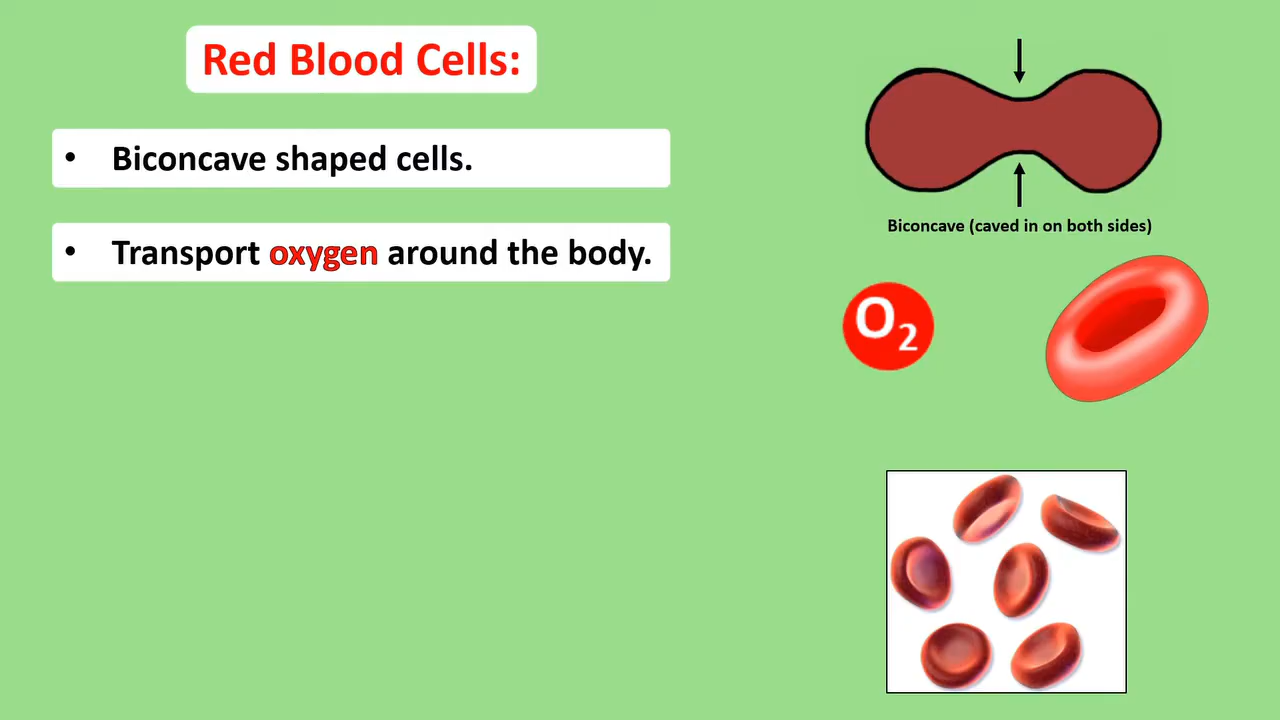 Red Blood Cells:
• Biconcave shaped cells.
• Transport oxygen around the body.
Biconcave (caved in on both sides)
O₂